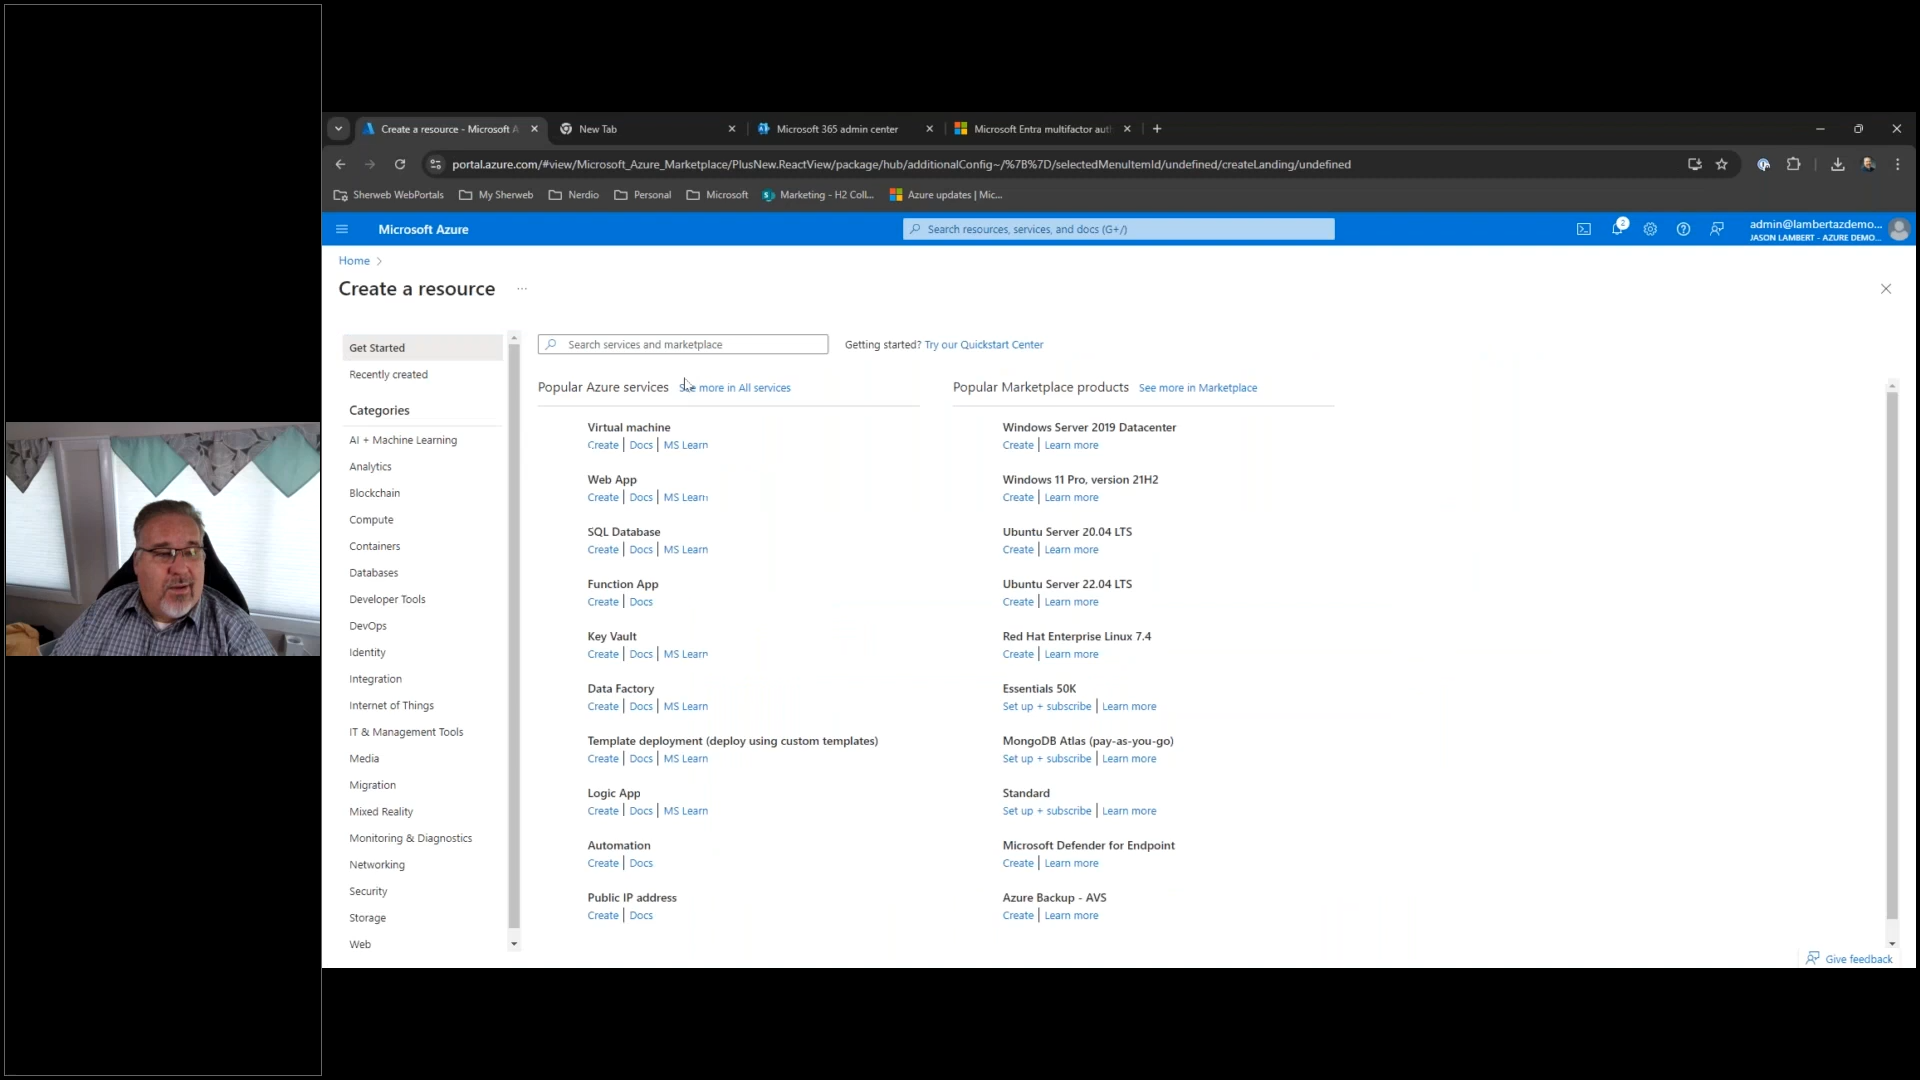 Create a resource - Microsoft A
New Tab
Microsoft 365 admin center
Microsoft Entra multifactor aut
portal.azure.com/#view/Microsoft_Azure_Marketplace/PlusNew.ReactView/package/hub/additionalConfig~/%7B%7D/selectedMenuItemId/undefined/createLanding/undefined
Sherweb WebPortals
My Sherweb
Nerdio
Personal
Microsoft
Marketing - H2 Coll...
Azure updates | Mic...
Microsoft Azure
Search resources, services, and docs (G+/)
2
admin@lambertazdemo...
JASON LAMBERT - AZURE DEMO...
Home
Create a resource
...
Get Started
Recently created
Categories
AI + Machine Learning
Analytics
Blockchain
Compute
Containers
Databases
Developer Tools
DevOps
Identity
Integration
Internet of Things
IT & Management Tools
Media
Migration
Mixed Reality
Monitoring & Diagnostics
Networking
Security
Storage
Web
Search services and marketplace
Getting started? Try our Quickstart Center
Popular Azure services See more in All services
Virtual machine
Create | Docs | MS Learn
Web App
Create | Docs | MS Learn
SQL Database
Create | Docs | MS Learn
Function App
Create | Docs
Key Vault
Create | Docs | MS Learn
Data Factory
Create | Docs | MS Learn
Template deployment (deploy using custom templates)
Create | Docs | MS Learn
Logic App
Create | Docs | MS Learn
Automation
Create | Docs
Public IP address
Create | Docs
Popular Marketplace products See more in Marketplace
Windows Server 2019 Datacenter
Create | Learn more
Windows 11 Pro, version 21H2
Create | Learn more
Ubuntu Server 20.04 LTS
Create | Learn more
Ubuntu Server 22.04 LTS
Create | Learn more
Red Hat Enterprise Linux 7.4
Create | Learn more
Essentials 50K
Set up + subscribe | Learn more
MongoDB Atlas (pay-as-you-go)
Set up + subscribe | Learn more
Standard
Set up + subscribe | Learn more
Microsoft Defender for Endpoint
Create | Learn more
Azure Backup - AVS
Create | Learn more
Give feedback